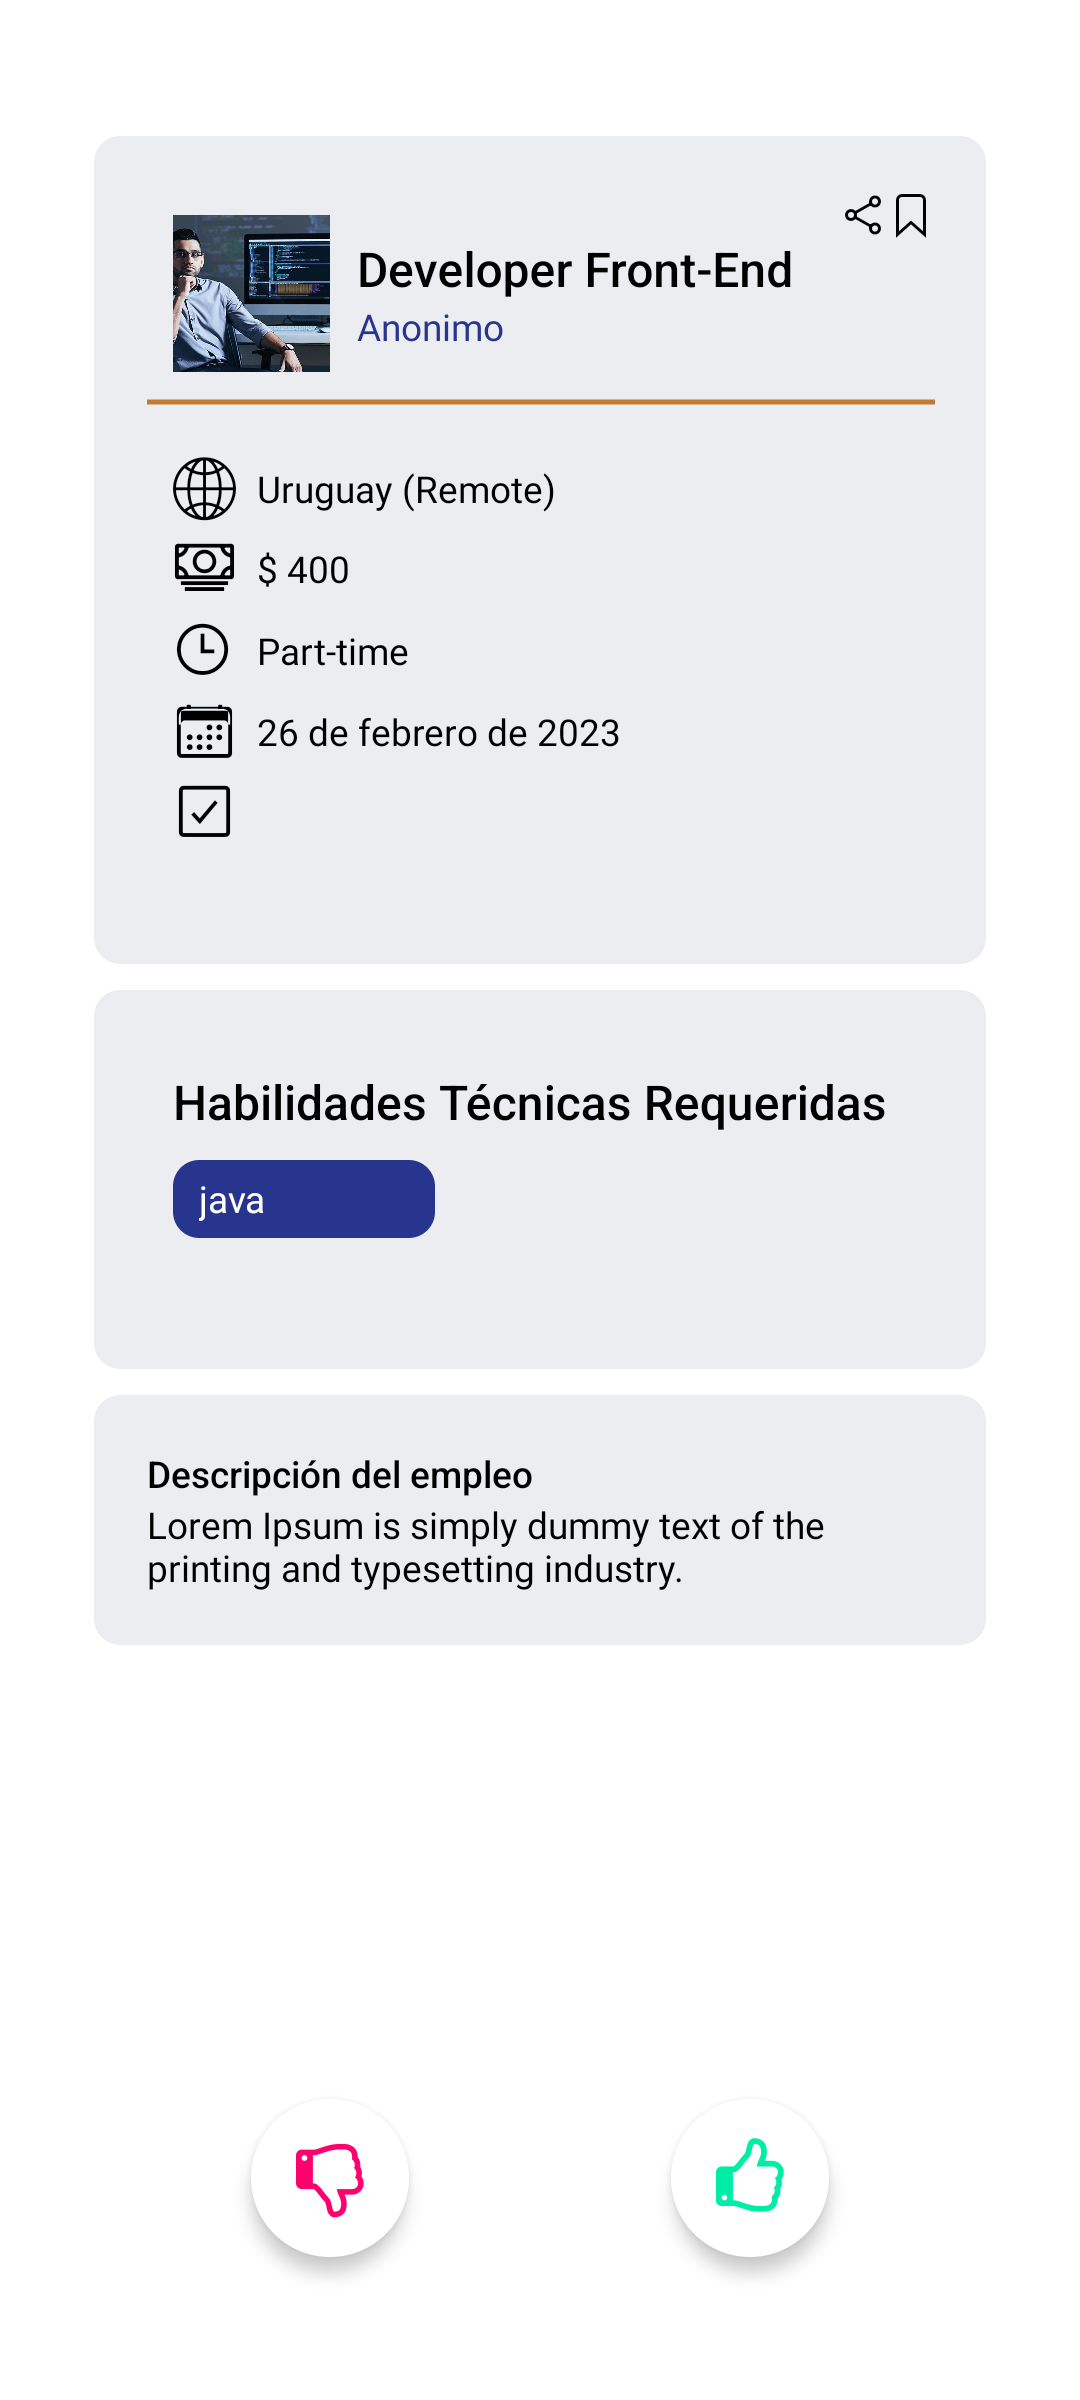 Developer Front-End
Anonimo
Uruguay (Remote)
$ 400
Part-time
26 de febrero de 2023
Habilidades Técnicas Requeridas
java
Descripción del empleo
Lorem Ipsum is simply dummy text of the
printing and typesetting industry.